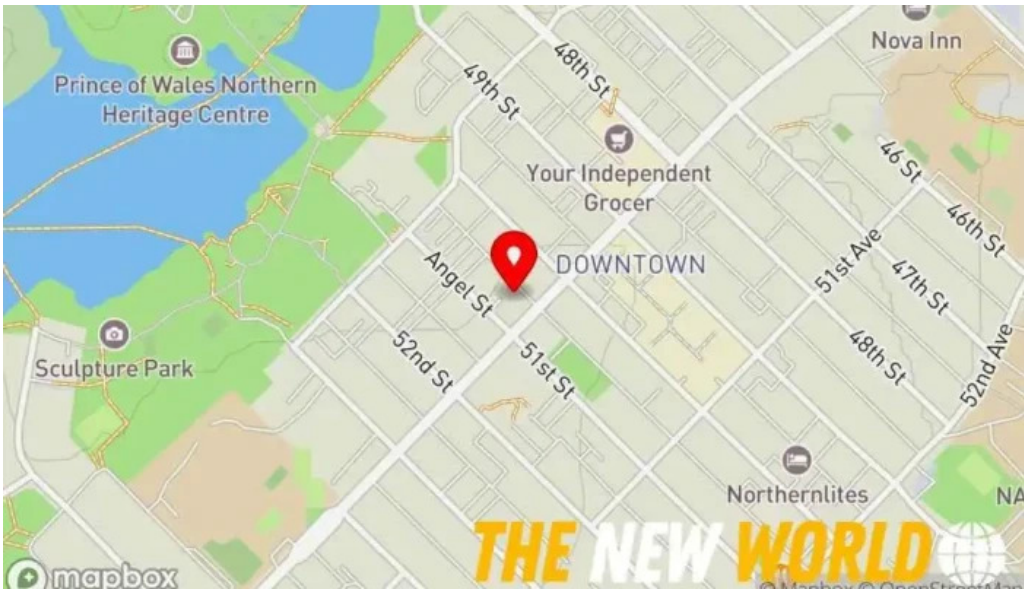 48th St
Nova Inn
Prince of Wales Northern
Heritage Centre
49th St
Your Independent
Grocer
46 St
46th St
51st Ave
DOWNTOWN
Angel St
47th St
52nd St
51st St
48th St
52nd Ave
Sculpture Park
Northernlites
NA
THE NEW WORLD
mapbox
© Mapbox © OpenStreetMap